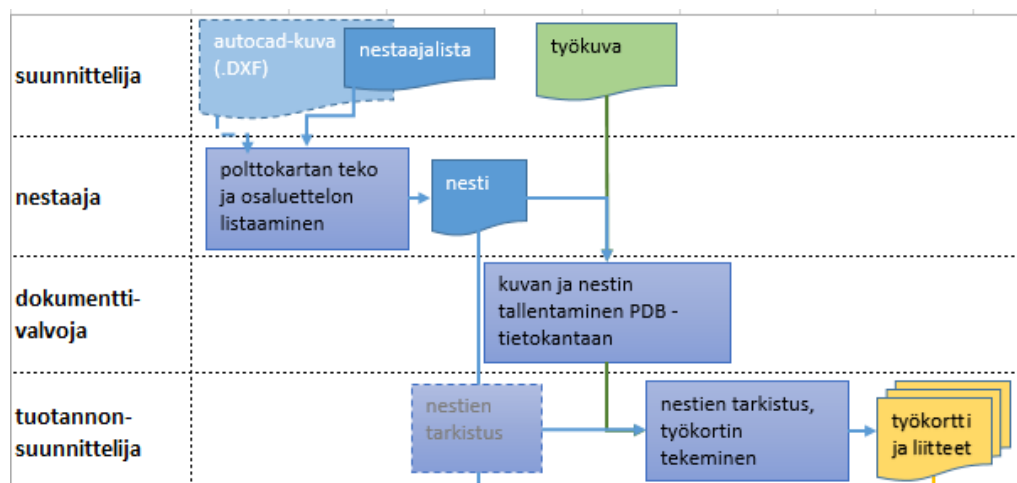 suunnittelija
autocad-kuva
(.DXF)
nestaajalista
työkuva
nestaaja
polttokartan teko
ja osaluettelon
listaaminen
nesti
dokumentti-
valvoja
kuvan ja nestin
tallentaminen PDB -
tietokantaan
tuotannon-
suunnittelija
nestien
tarkistus
nestien tarkistus,
työkortin
tekeminen
työkortti
ja liitteet